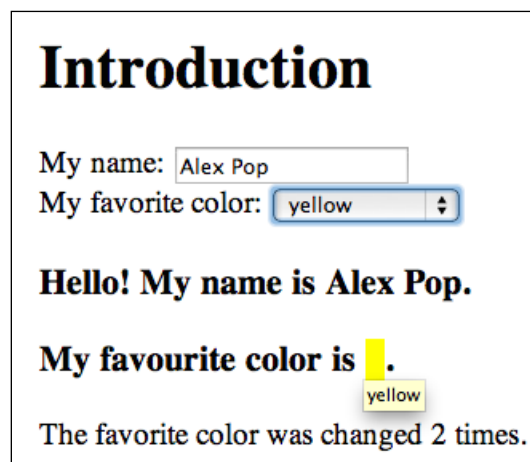 Introduction
My name: Alex Pop
My favorite color: yellow
Hello! My name is Alex Pop.
My favourite color is .
yellow
The favorite color was changed 2 times.